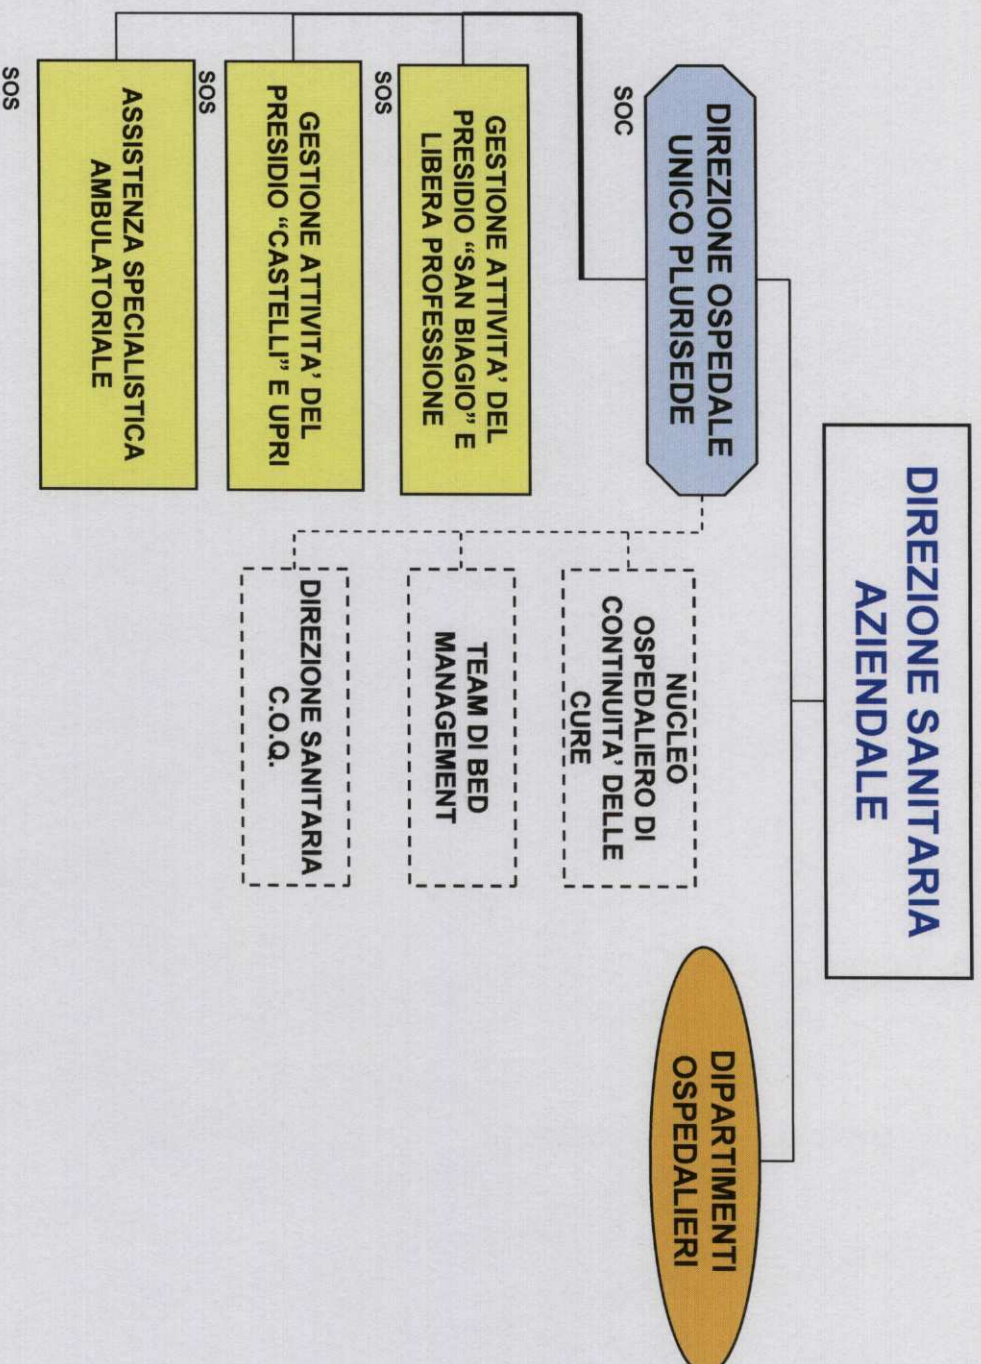 DIREZIONE SANITARIA
AZIENDALE
DIREZIONE OSPEDALE
UNICO PLURISEDE
SOC
DIPARTIMENTI
OSPEDALIERI
GESTIONE ATTIVITA’ DEL
PRESIDIO “SAN BIAGIO” E
LIBERA PROFESSIONE
SOS
GESTIONE ATTIVITA’ DEL
PRESIDIO “CASTELLI” E UPRI
SOS
ASSISTENZA SPECIALISTICA
AMBULATORIALE
SOS
NUCLEO
OSPEDALIERO DI
CONTINUITA’ DELLE
CURE
TEAM DI BED
MANAGEMENT
DIREZIONE SANITARIA
C.O.Q.